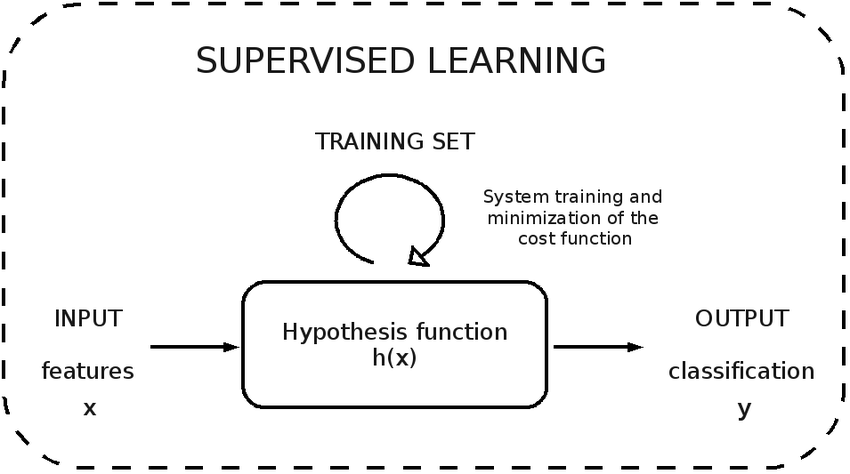 SUPERVISED LEARNING
TRAINING SET
System training and
minimization of the
cost function
INPUT
features
x
Hypothesis function
h(x)
OUTPUT
classification
y